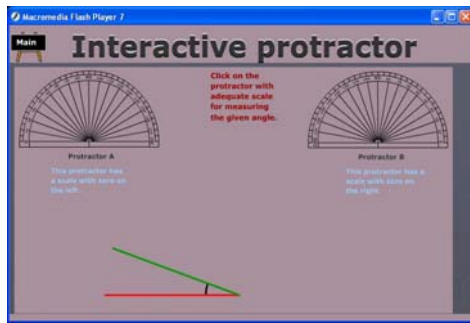 Macromedia Flash Player 7
Main
Interactive protractor
Click on the
protractor with
adequate scale
for measuring
the given angle.
Protractor A
This protractor has
a scale with zero on
the left
Protractor B
This protractor has a
scale with zero on
the right